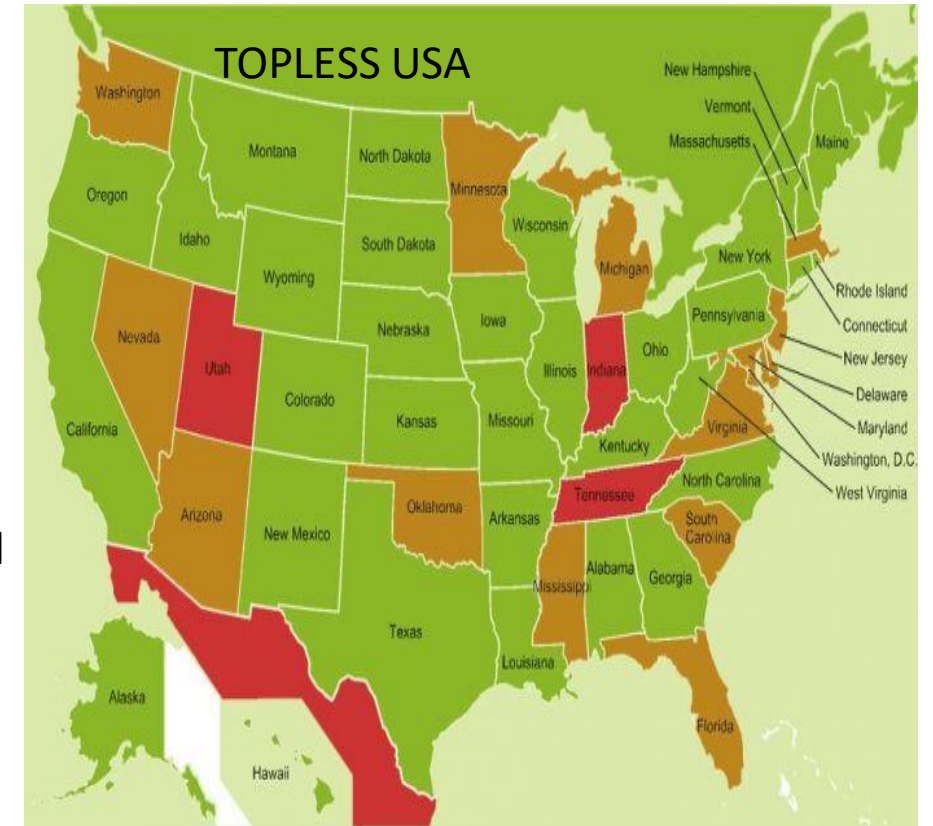 TOPLESS USA
New Hampshire
Washington
Vermont
Montana
North Dakota
Massachusetts
Maine
Minnesota
Oregon
Wisconsin
Idaho
South Dakota
New York
Wyoming
Michigan
Rhode Island
Pennsylvania
Nebraska
Iowa
Connecticut
Nevada
Ohio
New Jersey
Utah
Illinois
Indiana
Delaware
Colorado
Kansas
Missouri
Virginia
Maryland
California
Kentucky
Washington, D.C.
North Carolina
West Virginia
Tennessee
Oklahoma
Arizona
Arkansas
South
Carolina
New Mexico
Alabama
Georgia
Mississippi
Texas
Louisiana
Alaska
Florida
Hawaii